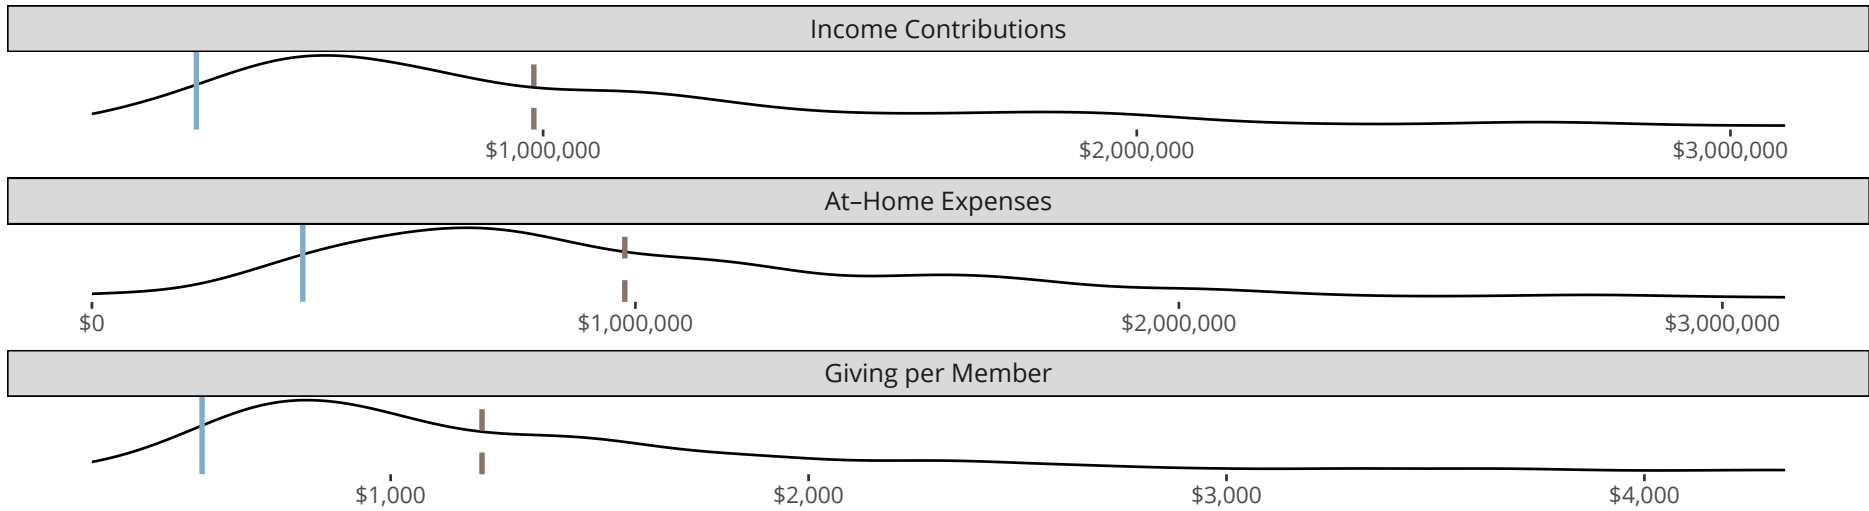 Income Contributions
$1,000,000 $2,000,000 $3,000,000
At–Home Expenses
$0 $1,000,000 $2,000,000 $3,000,000
Giving per Member
$1,000 $2,000 $3,000 $4,000